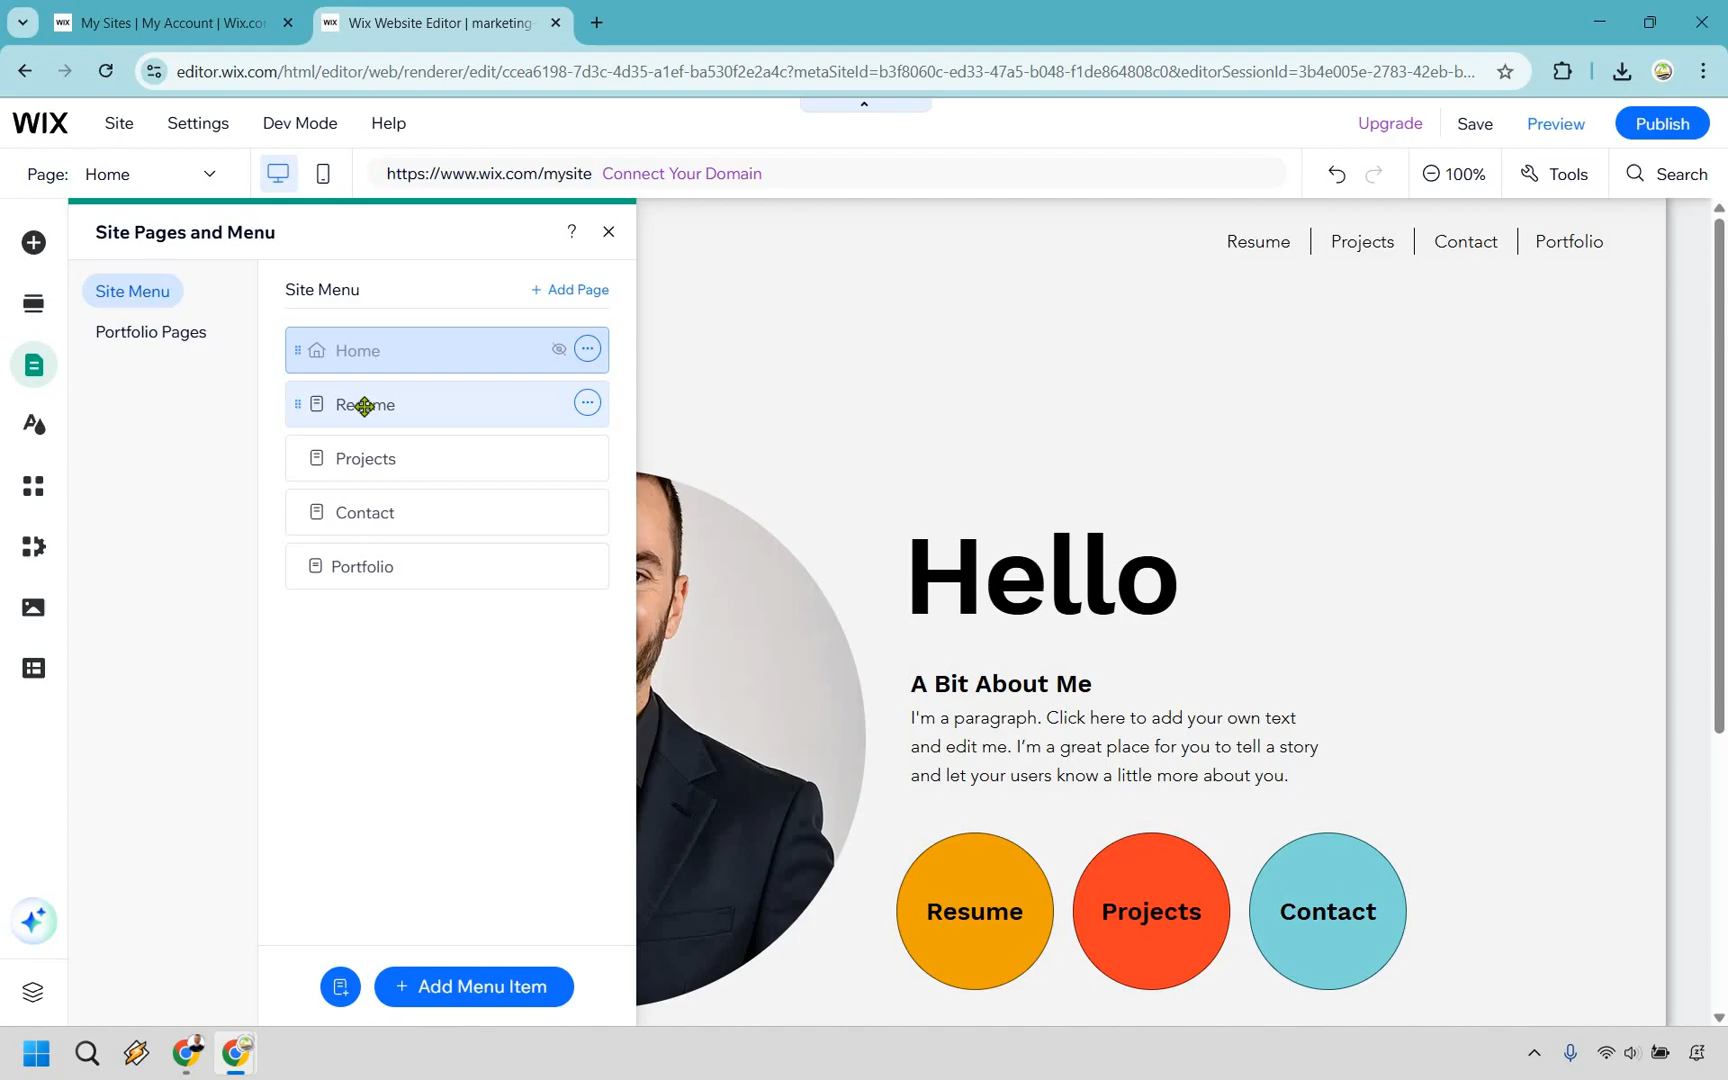 WIX My Sites | My Account | Wix.co
WIX Wix Website Editor | marketing-
editor.wix.com/html/editor/web/renderer/edit/ccea6198-7d3c-4d35-a1ef-ba530f2e2a4c?metaSiteId=b3f8060c-ed33-47a5-b048-f1de864808c0&editorSessionId=3b4e005e-2783-42eb-b...
WIX Site Settings Dev Mode Help Upgrade Save Preview Publish
Page: Home https://www.wix.com/mysite Connect Your Domain 100% Tools Search
Site Pages and Menu ?
Resume Projects Contact Portfolio
Site Menu
Portfolio Pages
Site Menu + Add Page
Home
Resume
Projects
Contact
Portfolio
+ Add Menu Item
Hello
A Bit About Me
I'm a paragraph. Click here to add your own text
and edit me. I'm a great place for you to tell a story
and let your users know a little more about you.
Resume Projects Contact